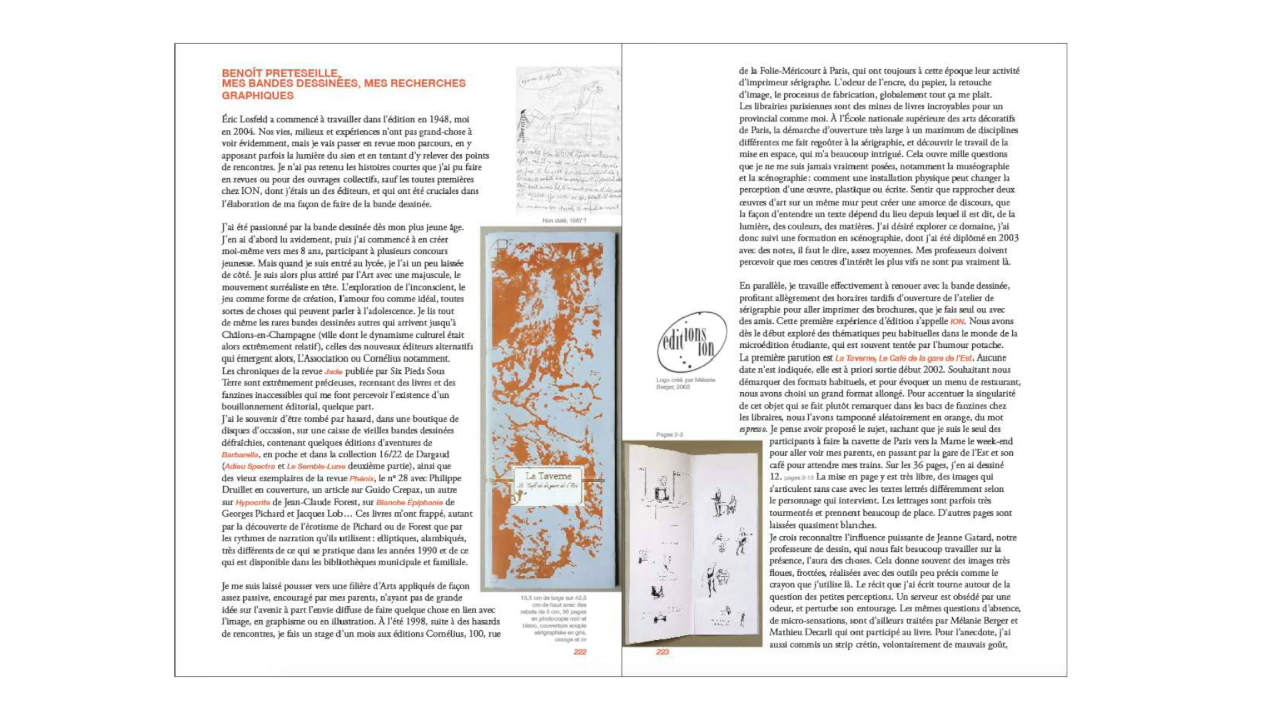 BENOÎT PRETESEILLE,
MES BANDES DESSINÉES, MES RECHERCHES
GRAPHIQUES
Éric Losfeld a commencé à travailler dans l'édition en 1948, moi
en 2004. Nos vies, milieux et expériences n'ont pas grand-chose à
voir évidemment, mais je vais passer en revue mon parcours, en y
apposant parfois la lumière du sien et en tentant d'y relever des points
de rencontres. Je n'ai pas retenu les histoires courtes que j'ai pu faire
en revues ou pour des ouvrages collectifs, sauf les toutes premières
chez ION, dont j'étais un des éditeurs, et qui ont été cruciales dans
l'élaboration de ma façon de faire de la bande dessinée.
J'ai été passionné par la bande dessinée dès mon plus jeune âge.
J'en ai d'abord lu avidement, puis j'ai commencé à en créer
moi-même vers mes 8 ans, participant à plusieurs concours
jeunesse. Mais quand je suis entré au lycée, je l'ai un peu laissée
de côté. Je suis alors plus attiré par l'Art avec une majuscule, le
mouvement surréaliste en tête. L'exploration de l'inconscient, le
jeu comme forme de création, l'amour fou comme idéal, toutes
sortes de choses qui peuvent parler à l'adolescence. Je lis tout
de même les rares bandes dessinées autres qui arrivent jusqu'à
Châlons-en-Champagne (ville dont le dynamisme culturel était
alors extrêmement relatif), celles des nouveaux éditeurs alternatifs
qui émergent alors, L'Association ou Cornélius notamment.
Les chroniques de la revue Jade publiée par Six Pieds Sous
Terre sont extrêmement précieuses, recensant des livres et des
fanzines inaccessibles qui me font percevoir l'existence d'un
bouillonnement éditorial, quelque part.
J'ai le souvenir d'être tombé par hasard, dans une boutique de
disques d'occasion, sur une caisse de vieilles bandes dessinées
défraîchies, contenant quelques éditions d'aventures de
Barbarella, en poche et dans la collection 16/22 de Dargaud
(Adieu Spectra et Le Semble-Lune deuxième partie), ainsi que
des vieux exemplaires de la revue Phénix, le n° 28 avec Philippe
Druillet en couverture, un article sur Guido Crepax, un autre
sur Hypocrite de Jean-Claude Forest, sur Blanche Épiphanie de
Georges Pichard et Jacques Lob… Ces livres m'ont frappé, autant
par la découverte de l'érotisme de Pichard ou de Forest que par
les rythmes de narration qu'ils utilisent : elliptiques, alambiqués,
très différents de ce qui se pratique dans les années 1990 et de ce
qui est disponible dans les bibliothèques municipale et familiale.
Je me suis laissé pousser vers une filière d'Arts appliqués de façon
assez passive, encouragé par mes parents, n'ayant pas de grande
idée sur l'avenir à part l'envie diffuse de faire quelque chose en lien avec
l'image, en graphisme ou en illustration. À l'été 1998, suite à des hasards
de rencontres, je fais un stage d'un mois aux éditions Cornélius, 100, rue
Non daté, 1987 ?
La Taverne
Le Café de la gare de l'Est
15,5 cm de large sur 42,5
cm de haut avec des
rabats de 5 cm, 36 pages
en photocopie noir et
blanc, couverture souple
sérigraphiée en gris,
orange et or
222
de la Folie-Méricourt à Paris, qui ont toujours à cette époque leur activité
d'imprimeur sérigraphe. L'odeur de l'encre, du papier, la retouche
d'image, le processus de fabrication, globalement tout ça me plaît.
Les librairies parisiennes sont des mines de livres incroyables pour un
provincial comme moi. À l'École nationale supérieure des arts décoratifs
de Paris, la démarche d'ouverture très large à un maximum de disciplines
différentes me fait regoûter à la sérigraphie, et découvrir le travail de la
mise en espace, qui m'a beaucoup intrigué. Cela ouvre mille questions
que je ne me suis jamais vraiment posées, notamment la muséographie
et la scénographie : comment une installation physique peut changer la
perception d'une œuvre, plastique ou écrite. Sentir que rapprocher deux
œuvres d'art sur un même mur peut créer une amorce de discours, que
la façon d'entendre un texte dépend du lieu depuis lequel il est dit, de la
lumière, des couleurs, des matières. J'ai désiré explorer ce domaine, j'ai
donc suivi une formation en scénographie, dont j'ai été diplômé en 2003
avec des notes, il faut le dire, assez moyennes. Mes professeurs doivent
percevoir que mes centres d'intérêt les plus vifs ne sont pas vraiment là.
En parallèle, je travaille effectivement à renouer avec la bande dessinée,
profitant allègrement des horaires tardifs d'ouverture de l'atelier de
sérigraphie pour aller imprimer des brochures, que je fais seul ou avec
des amis. Cette première expérience d'édition s'appelle ION. Nous avons
dès le début exploré des thématiques peu habituelles dans le monde de la
microédition étudiante, qui est souvent tentée par l'humour potache.
La première parution est La Taverne, Le Café de la gare de l'Est. Aucune
date n'est indiquée, elle est à priori sortie début 2002. Souhaitant nous
démarquer des formats habituels, et pour évoquer un menu de restaurant,
nous avons choisi un grand format allongé. Pour accentuer la singularité
de cet objet qui se fait plutôt remarquer dans les bacs de fanzines chez
les libraires, nous l'avons tamponné aléatoirement en orange, du mot
espress. Je pense avoir proposé le sujet, sachant que je suis le seul des
participants à faire la navette de Paris vers la Marne le week-end
pour aller voir mes parents, en passant par la gare de l'Est et son
café pour attendre mes trains. Sur les 36 pages, j'en ai dessiné
12. pages 2-13 La mise en page y est très libre, des images qui
s'articulent sans case avec les textes lettrés différemment selon
le personnage qui intervient. Les lettrages sont parfois très
tourmentés et prennent beaucoup de place. D'autres pages sont
laissées quasiment blanches.
Je crois reconnaître l'influence puissante de Jeanne Gatard, notre
professeure de dessin, qui nous fait beaucoup travailler sur la
présence, l'aura des choses. Cela donne souvent des images très
floues, frottées, réalisées avec des outils peu précis comme le
crayon que j'utilise là. Le récit que j'ai écrit tourne autour de la
question des petites perceptions. Un serveur est obsédé par une
odeur, et perturbe son entourage. Les mêmes questions d'absence,
de micro-sensations, sont d'ailleurs traitées par Mélanie Berger et
Mathieu Decarli qui ont participé au livre. Pour l'anecdote, j'ai
aussi commis un strip crétin, volontairement de mauvais goût,
éditions
ion
Logo créé par Mélanie
Berger, 2002
Pages 2-3
223